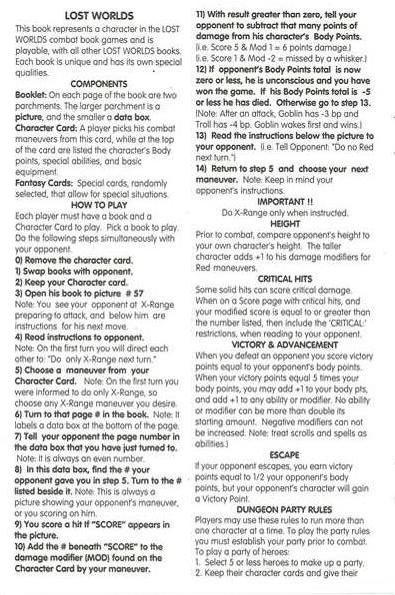 LOST WORLDS
This book represents a character in the LOST
WORLDS combat book games and is
playable, with all other LOST WORLDS books.
Each book is unique and has its own special
qualities.
COMPONENTS
Booklet: On each page of the book are two
parchments. The larger parchment is a
picture, and the smaller a data box.
Character Card: A player picks his combat
maneuvers from this card, while at the top
of the card are listed the character's Body
points, special abilities, and basic
equipment.
Fantasy Cards: Special cards, randomly
selected, that allow for special situations.
HOW TO PLAY
Each player must have a book and a
Character Card to play. Pick a book to play.
Do the following steps simultaneously with
your opponent.
0) Remove the character card.
1) Swap books with opponent.
2) Keep your Character card.
3) Open his book to picture # 57
Note: You see your opponent at X-Range
preparing to attack, and below him are
instructions for his next move.
4) Read instructions to opponent.
Note: On the first turn you will direct each
other to: "Do only X-Range next turn."
5) Choose a maneuver from your
Character Card. Note: On the first turn you
were informed to do only X-Range, so
choose any X-Range maneuver you desire.
6) Turn to that page # in the book. Note: It
labels a data box at the bottom of the page.
7) Tell your opponent the page number in
the data box that you have just turned to.
Note: It is always an even number.
8) In this data box, find the # your
opponent gave you in step 5. Turn to the #
listed beside it. Note: This is always a
picture showing your opponent's maneuver,
or you scoring on him.
9) You score a hit If "SCORE" appears in
the picture.
10) Add the # beneath "SCORE" to the
damage modifier (MOD) found on the
Character Card by your maneuver.
11) With result greater than zero, tell your
opponent to subtract that many points of
damage from his character's Body Points.
(i.e. Score 5 & Mod 1 = 6 points damage.)
(i.e. Score 1 & Mod -2 = missed by a whisker.)
12) If opponent's Body Points total is now
zero or less, he is unconscious and you have
won the game. If his Body Points total is -5
or less he has died. Otherwise go to step 13.
(Note: After an attack, Goblin has -3 bp and
Troll has -4 bp. Goblin wakes first and wins.)
13) Read the instructions below the picture to
your opponent. (i.e. Tell Opponent: "Do no Red
next turn.")
14) Return to step 5 and choose your next
maneuver. Note: Keep in mind your
opponent's instructions.
IMPORTANT !!
Do X-Range only when instructed.
HEIGHT
Prior to combat, compare opponent's height to
your own character's height. The taller
character adds +1 to his damage modifiers for
Red maneuvers.
CRITICAL HITS
Some solid hits can score critical damage.
When on a Score page with critical hits, and
your modified score is equal to or greater than
the number listed, then include the 'CRITICAL:'
restrictions, when reading to your opponent.
VICTORY & ADVANCEMENT
When you defeat an opponent you score victory
points equal to your opponent's body points.
When your victory points equal 5 times your
body points, you may add +1 to your body pts,
and add +1 to any ability or modifier. No ability
or modifier can be more than double its
starting amount. Negative modifiers can not
be increased. (Note: treat scrolls and spells as
abilities.)
ESCAPE
If your opponent escapes, you earn victory
points equal to 1/2 your opponent's body
points, but your opponent's character will gain
a Victory Point.
DUNGEON PARTY RULES
Players may use these rules to run more than
one character at a time. To play the party rules
you must establish your party prior to combat.
To play a party of heroes:
1. Select 5 or less heroes to make up a party.
2. Keep their character cards and give their